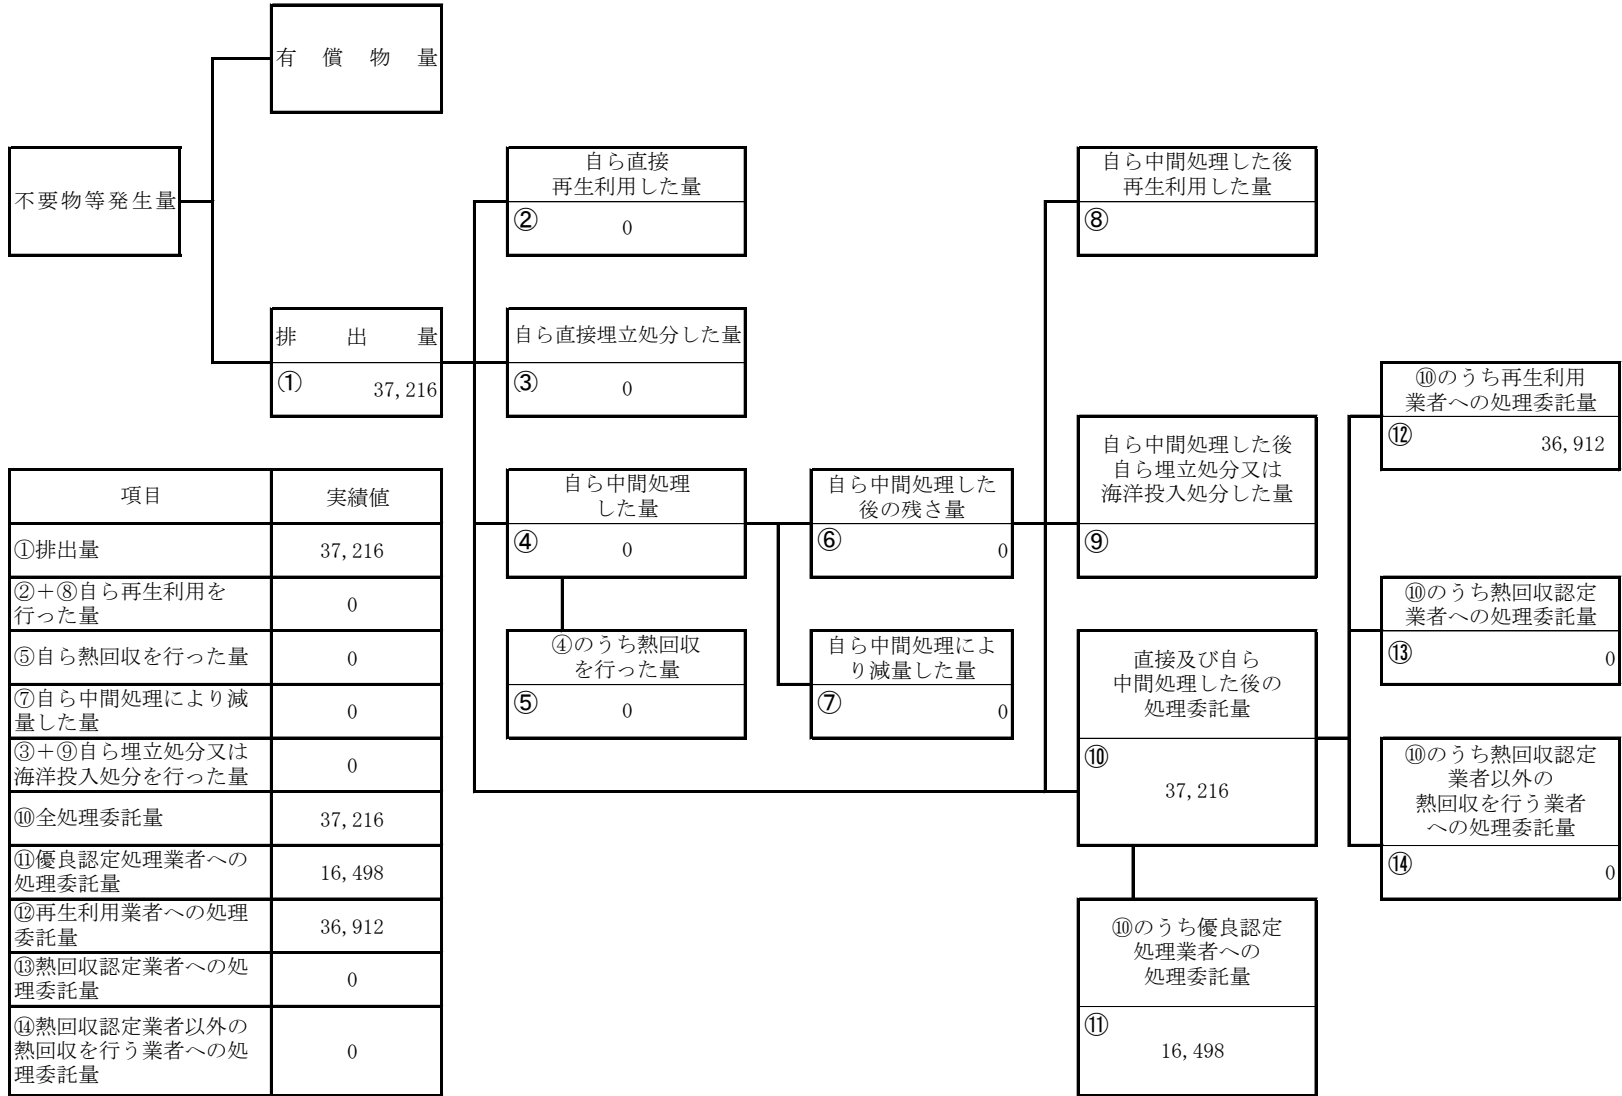 有償物量
不要物等発生量
排出量
① 37,216
自ら直接
再生利用した量
② 0
自ら直接埋立処分した量
③ 0
自ら中間処理
した量
④ 0
④のうち熱回収
を行った量
⑤ 0
自ら中間処理した
後の残さ量
⑥ 0
自ら中間処理によ
り減量した量
⑦ 0
自ら中間処理した後
再生利用した量
⑧
自ら中間処理した後
自ら埋立処分又は
海洋投入処分した量
⑨
直接及び自ら
中間処理した後の
処理委託量
⑩
37,216
⑩のうち優良認定
処理業者への
処理委託量
⑪
16,498
⑩のうち再生利用
業者への処理委託量
⑫ 36,912
⑩のうち熱回収認定
業者への処理委託量
⑬ 0
⑩のうち熱回収認定
業者以外の
熱回収を行う業者
への処理委託量
⑭ 0
項目 実績値
①排出量 37,216
②+⑧自ら再生利用を
行った量 0
⑤自ら熱回収を行った量 0
⑦自ら中間処理により減
量した量 0
③+⑨自ら埋立処分又は
海洋投入処分を行った量 0
⑩全処理委託量 37,216
⑪優良認定処理業者への
処理委託量 16,498
⑫再生利用業者への処理
委託量 36,912
⑬熱回収認定業者への処
理委託量 0
⑭熱回収認定業者以外の
熱回収を行う業者への処
理委託量 0